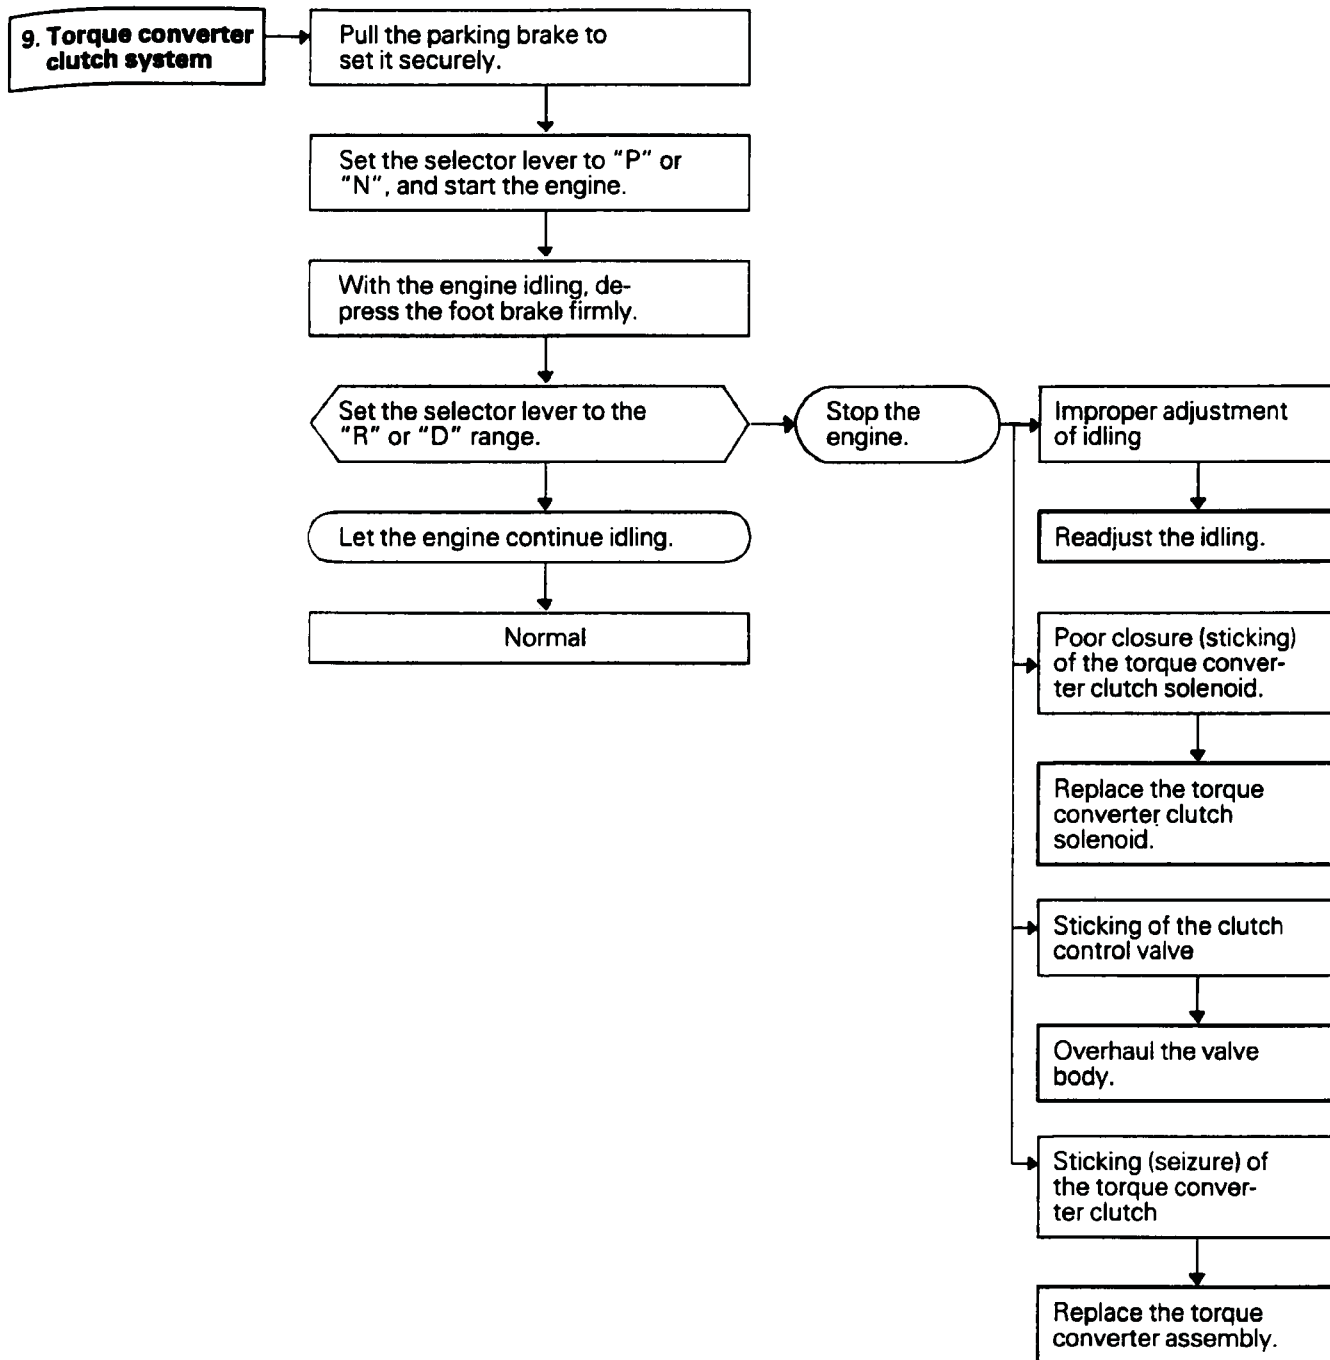 9. Torque converter
clutch system
Pull the parking brake to
set it securely.
Set the selector lever to "P" or
"N", and start the engine.
With the engine idling, de-
press the foot brake firmly.
Set the selector lever to the
"R" or "D" range.
Stop the
engine.
Improper adjustment
of idling
Let the engine continue idling.
Readjust the idling.
Normal
Poor closure (sticking)
of the torque conver-
ter clutch solenoid.
Replace the torque
converter clutch
solenoid.
Sticking of the clutch
control valve
Overhaul the valve
body.
Sticking (seizure) of
the torque conver-
ter clutch
Replace the torque
converter assembly.